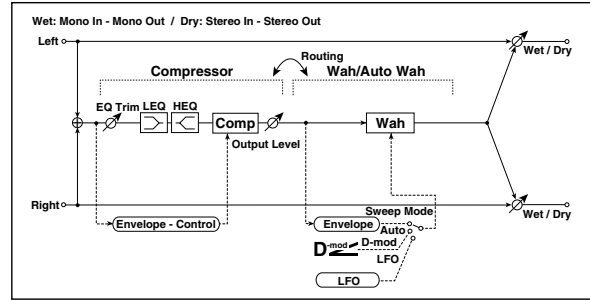 Wet: Mono In - Mono Out / Dry: Stereo In - Stereo Out
Left
Wet / Dry
Routing
Compressor
Wah/Auto Wah
EQ Trim
LEQ
HEQ
Comp
Wah
Output Level
Right
Wet / Dry
Envelope - Control
Envelope
Sweep Mode
Auto
D-mod
D-mod
LFO
LFO